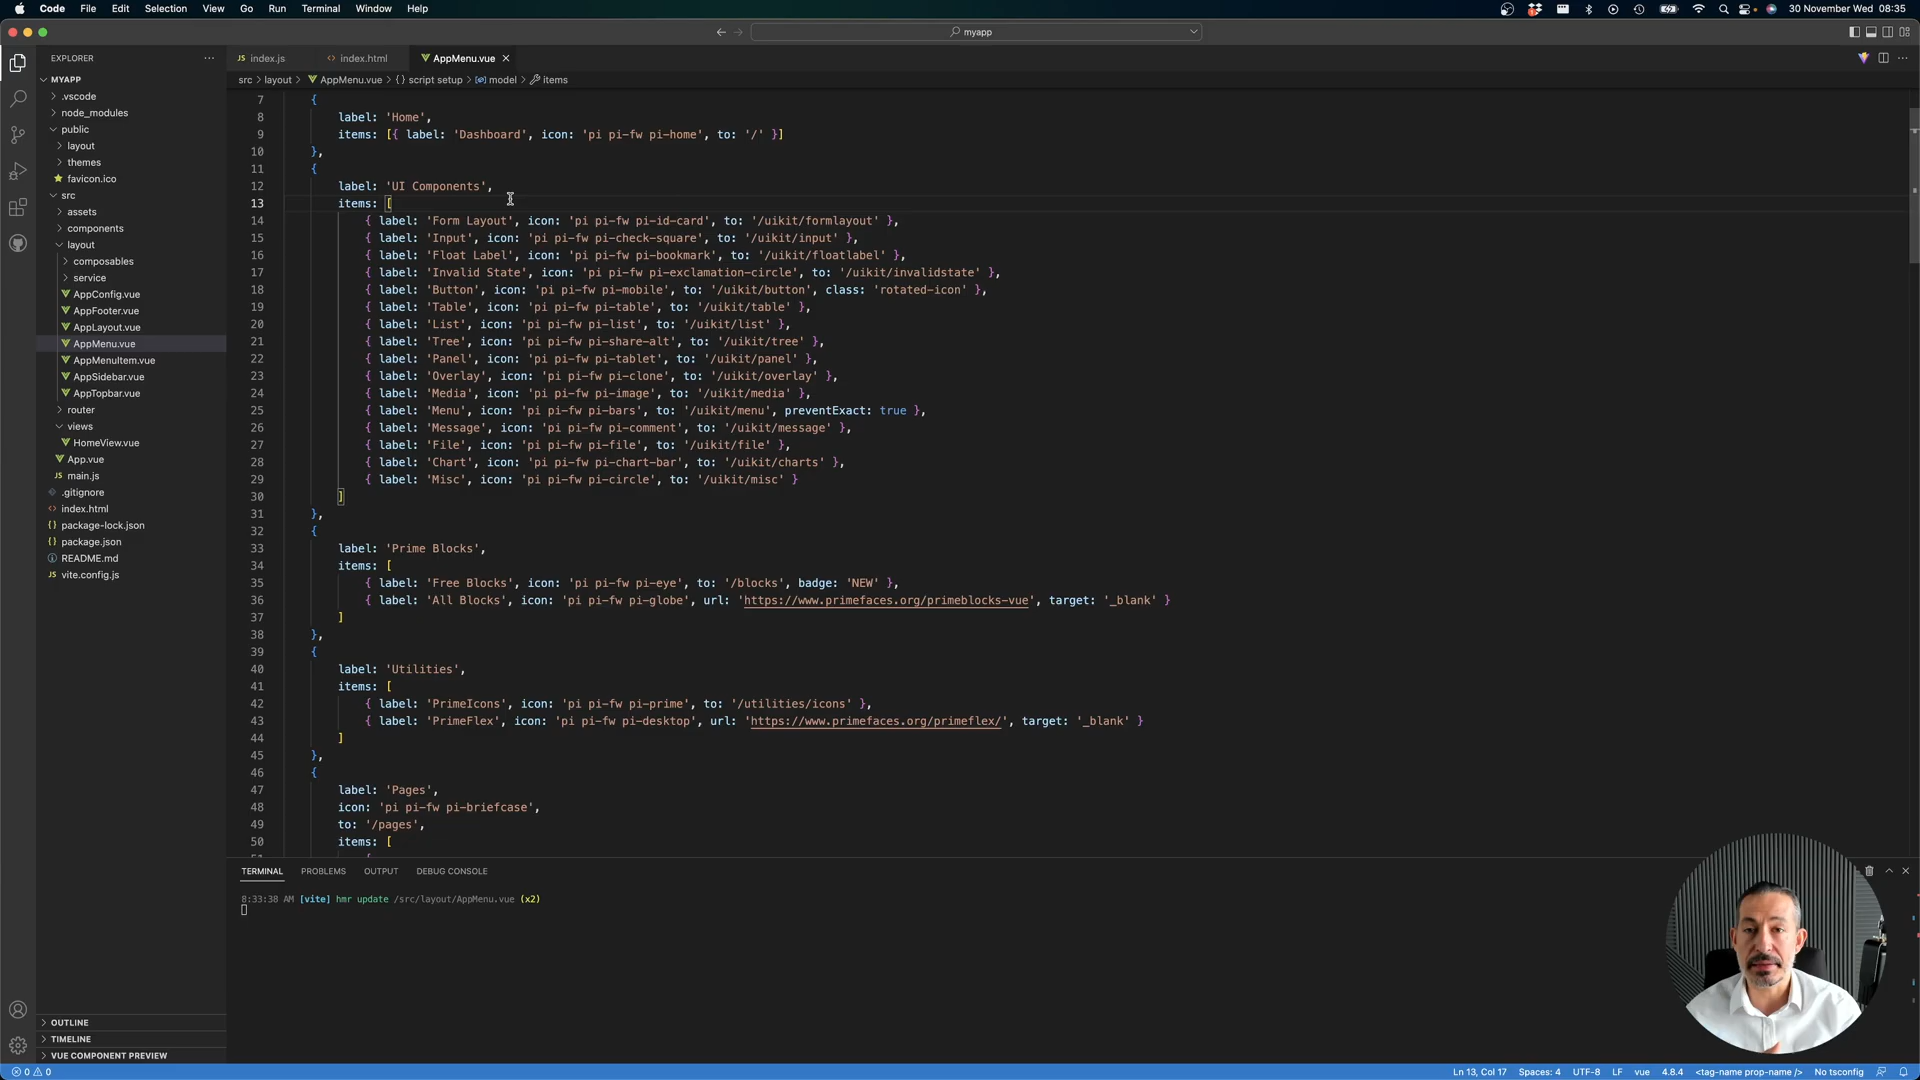 Code File Edit Selection View Go Run Terminal Window Help 30 November Wed 08:35
myapp
EXPLORER
index.js index.html AppMenu.vue
src > layout > AppMenu.vue > {} script setup > model > items
MYAPP
.vscode
node_modules
public
layout
themes
favicon.ico
src
assets
components
layout
composables
service
AppConfig.vue
AppFooter.vue
AppLayout.vue
AppMenu.vue
AppMenuItem.vue
AppSidebar.vue
AppTopbar.vue
router
views
HomeView.vue
App.vue
JS main.js
.gitignore
<> index.html
{} package-lock.json
{} package.json
README.md
JS vite.config.js
OUTLINE
TIMELINE
VUE COMPONENT PREVIEW
7 {
8 label: 'Home',
9 items: [{ label: 'Dashboard', icon: 'pi pi-fw pi-home', to: '/' }]
10 },
11 {
12 label: 'UI Components',
13 items: [
14 { label: 'Form Layout', icon: 'pi pi-fw pi-id-card', to: '/uikit/formlayout' },
15 { label: 'Input', icon: 'pi pi-fw pi-check-square', to: '/uikit/input' },
16 { label: 'Float Label', icon: 'pi pi-fw pi-bookmark', to: '/uikit/floatlabel' },
17 { label: 'Invalid State', icon: 'pi pi-fw pi-exclamation-circle', to: '/uikit/invalidstate' },
18 { label: 'Button', icon: 'pi pi-fw pi-mobile', to: '/uikit/button', class: 'rotated-icon' },
19 { label: 'Table', icon: 'pi pi-fw pi-table', to: '/uikit/table' },
20 { label: 'List', icon: 'pi pi-fw pi-list', to: '/uikit/list' },
21 { label: 'Tree', icon: 'pi pi-fw pi-share-alt', to: '/uikit/tree' },
22 { label: 'Panel', icon: 'pi pi-fw pi-tablet', to: '/uikit/panel' },
23 { label: 'Overlay', icon: 'pi pi-fw pi-clone', to: '/uikit/overlay' },
24 { label: 'Media', icon: 'pi pi-fw pi-image', to: '/uikit/media' },
25 { label: 'Menu', icon: 'pi pi-fw pi-bars', to: '/uikit/menu', preventExact: true },
26 { label: 'Message', icon: 'pi pi-fw pi-comment', to: '/uikit/message' },
27 { label: 'File', icon: 'pi pi-fw pi-file', to: '/uikit/file' },
28 { label: 'Chart', icon: 'pi pi-fw pi-chart-bar', to: '/uikit/charts' },
29 { label: 'Misc', icon: 'pi pi-fw pi-circle', to: '/uikit/misc' }
30 ]
31 },
32 {
33 label: 'Prime Blocks',
34 items: [
35 { label: 'Free Blocks', icon: 'pi pi-fw pi-eye', to: '/blocks', badge: 'NEW' },
36 { label: 'All Blocks', icon: 'pi pi-fw pi-globe', url: 'https://www.primefaces.org/primeblocks-vue', target: '_blank' }
37 ]
38 },
39 {
40 label: 'Utilities',
41 items: [
42 { label: 'PrimeIcons', icon: 'pi pi-fw pi-prime', to: '/utilities/icons' },
43 { label: 'PrimeFlex', icon: 'pi pi-fw pi-desktop', url: 'https://www.primefaces.org/primeflex/', target: '_blank' }
44 ]
45 },
46 {
47 label: 'Pages',
48 icon: 'pi pi-fw pi-briefcase',
49 to: '/pages',
50 items: [
TERMINAL PROBLEMS OUTPUT DEBUG CONSOLE
8:33:38 AM [vite] hmr update /src/layout/AppMenu.vue (x2)
0 0 Ln 13, Col 17 Spaces: 4 UTF-8 LF vue 4.8.4 <tag-name prop-name /> No tsconfig